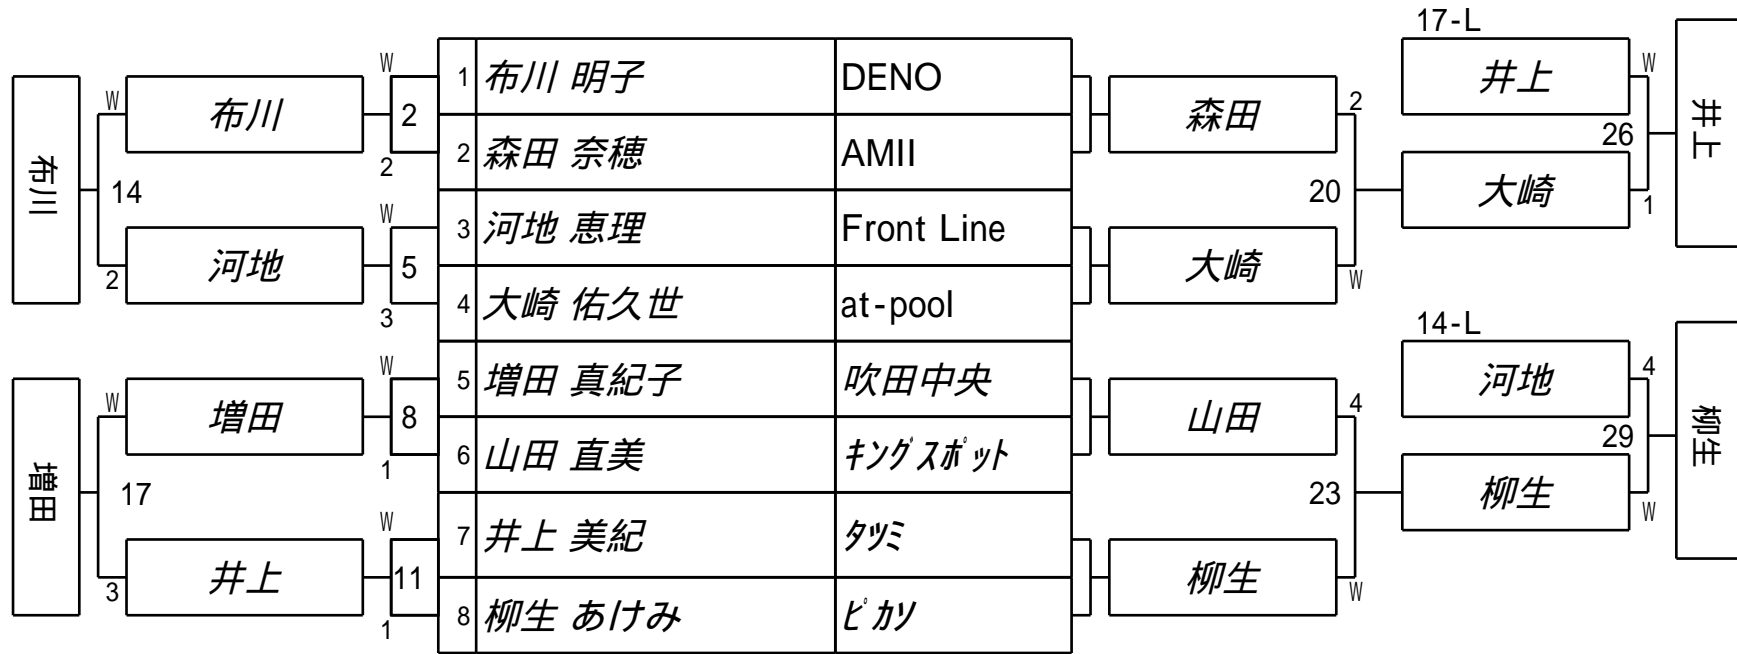 17-L
W
1 布川 明子 DENO
井上
W
W
布川
2
森田
2
井上
26
2
2 森田 奈穂 AMII
布川
14
20
大崎
1
W
3 河地 恵理 Front Line
河地
5
大崎
2
W
3
4 大崎 佑久世 at-pool
14-L
W
5 増田 真紀子 吹田中央
河地
4
W
増田
8
山田
4
柳生
29
1
6 山田 直美 キングスポット
増田
17
23
柳生
W
W
7 井上 美紀 タツミ
井上
11
柳生
3
W
1
8 柳生 あけみ ピカソ